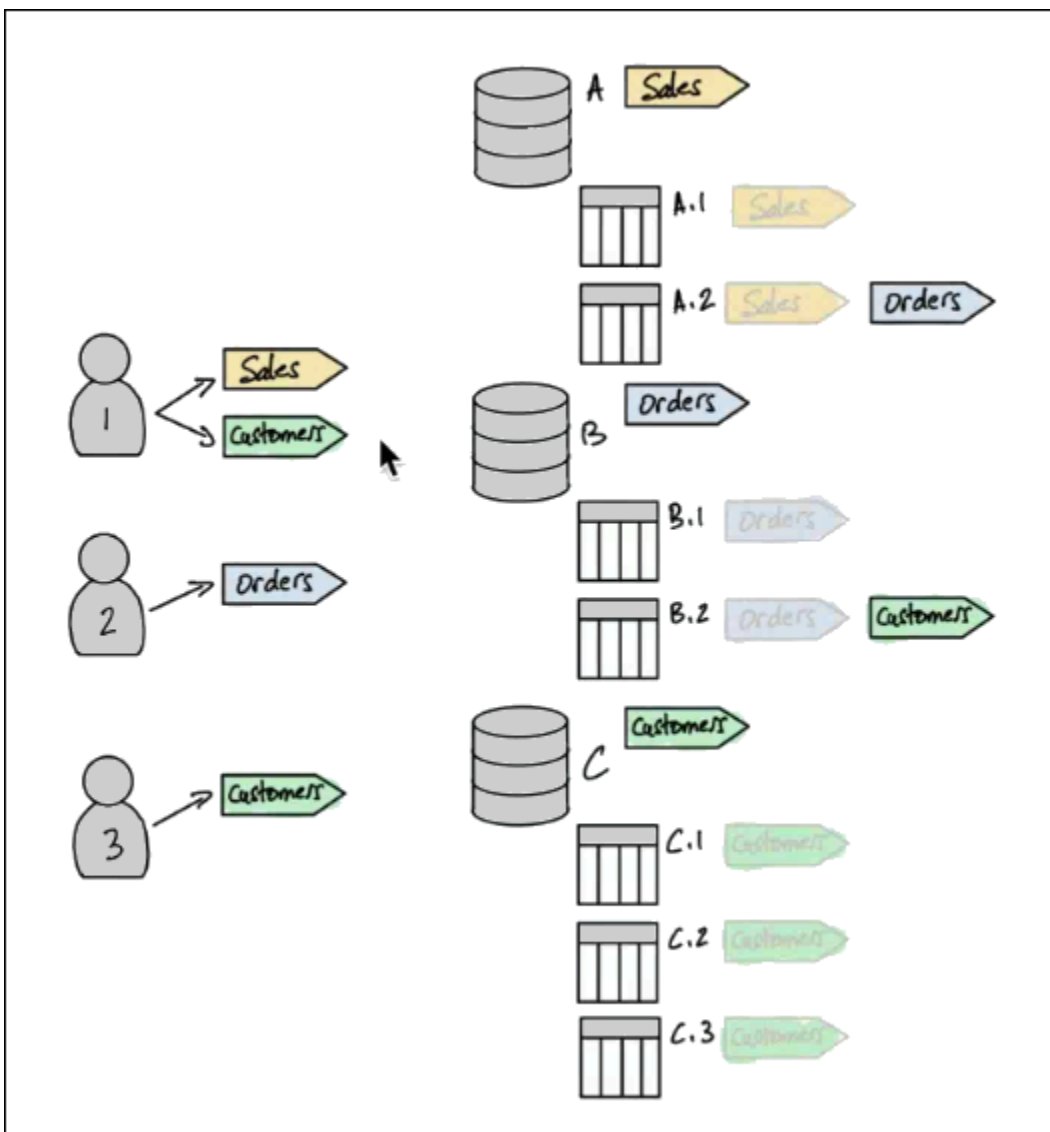 A Sales
A.1 Sales
A.2 Sales Orders
1 Sales
Customers
B Orders
B.1 Orders
2 Orders
B.2 Orders Customers
C Customers
3 Customers
C.1 Customers
C.2 Customers
C.3 Customers